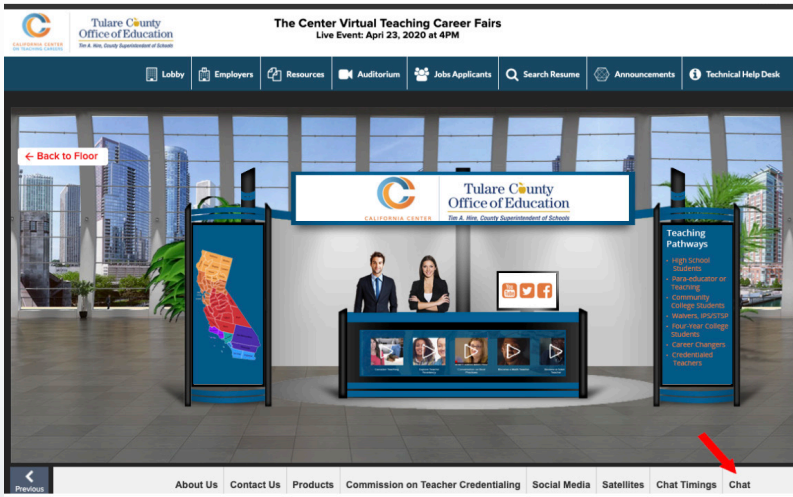 CALIFORNIA CENTER
ON TEACHING CAREERS
Tulare County
Office of Education
Tim A. Hire, County Superintendent of Schools
The Center Virtual Teaching Career Fairs
Live Event: Apri 23, 2020 at 4PM
Lobby
Employers
Resources
Auditorium
Jobs Applicants
Search Resume
Announcements
Technical Help Desk
← Back to Floor
CALIFORNIA CENTER
Tulare County
Office of Education
Tim A. Hire, County Superintendent of Schools
Teaching
Pathways
• High School
Students
• Para-educator or
Teaching
• Community
College Students
• Waivers, IPS/STSP
• Four-Year College
Students
• Career Changers
• Credentialed
Teachers
You
Previous
About Us
Contact Us
Products
Commission on Teacher Credentialing
Social Media
Satellites
Chat Timings
Chat